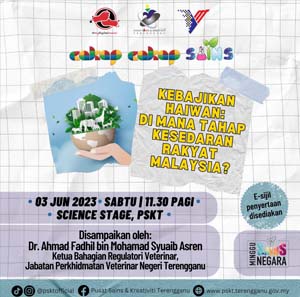 cakap cakap sains
KEBAJIKAN
HAIWAN:
DI MANA TAHAP
KESEDARAN
RAKYAT
MALAYSIA?
• 03 JUN 2023 • SABTU | 11.30 PAGI •
• SCIENCE STAGE, PSKT •
E-sijil
penyertaan
disediakan
Disampaikan oleh:
Dr. Ahmad Fadhil bin Mohamad Syuaib Asren
Ketua Bahagian Regulatori Veterinar,
Jabatan Perkhidmatan Veterinar Negeri Terengganu
MINGGU
SAINS
NEGARA
@psktofficial
Pusat Sains & Kreativiti Terengganu
www.pskt.terengganu.gov.my